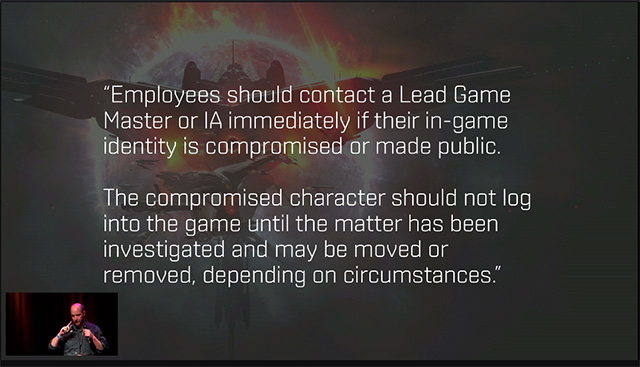 “Employees should contact a Lead Game
Master or IA immediately if their in-game
identity is compromised or made public.
The compromised character should not log
into the game until the matter has been
investigated and may be moved or
removed, depending on circumstances.”